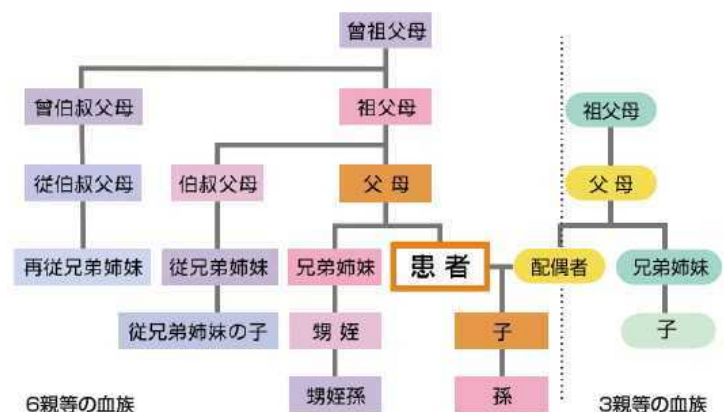 曾祖父母
曾伯叔父母
祖父母
祖父母
従伯叔父母
伯叔父母
父母
父母
再従兄弟姉妹
従兄弟姉妹
兄弟姉妹
患者
配偶者
兄弟姉妹
従兄弟姉妹の子
甥姪
子
子
甥姪孫
孫
6親等の血族
3親等の血族